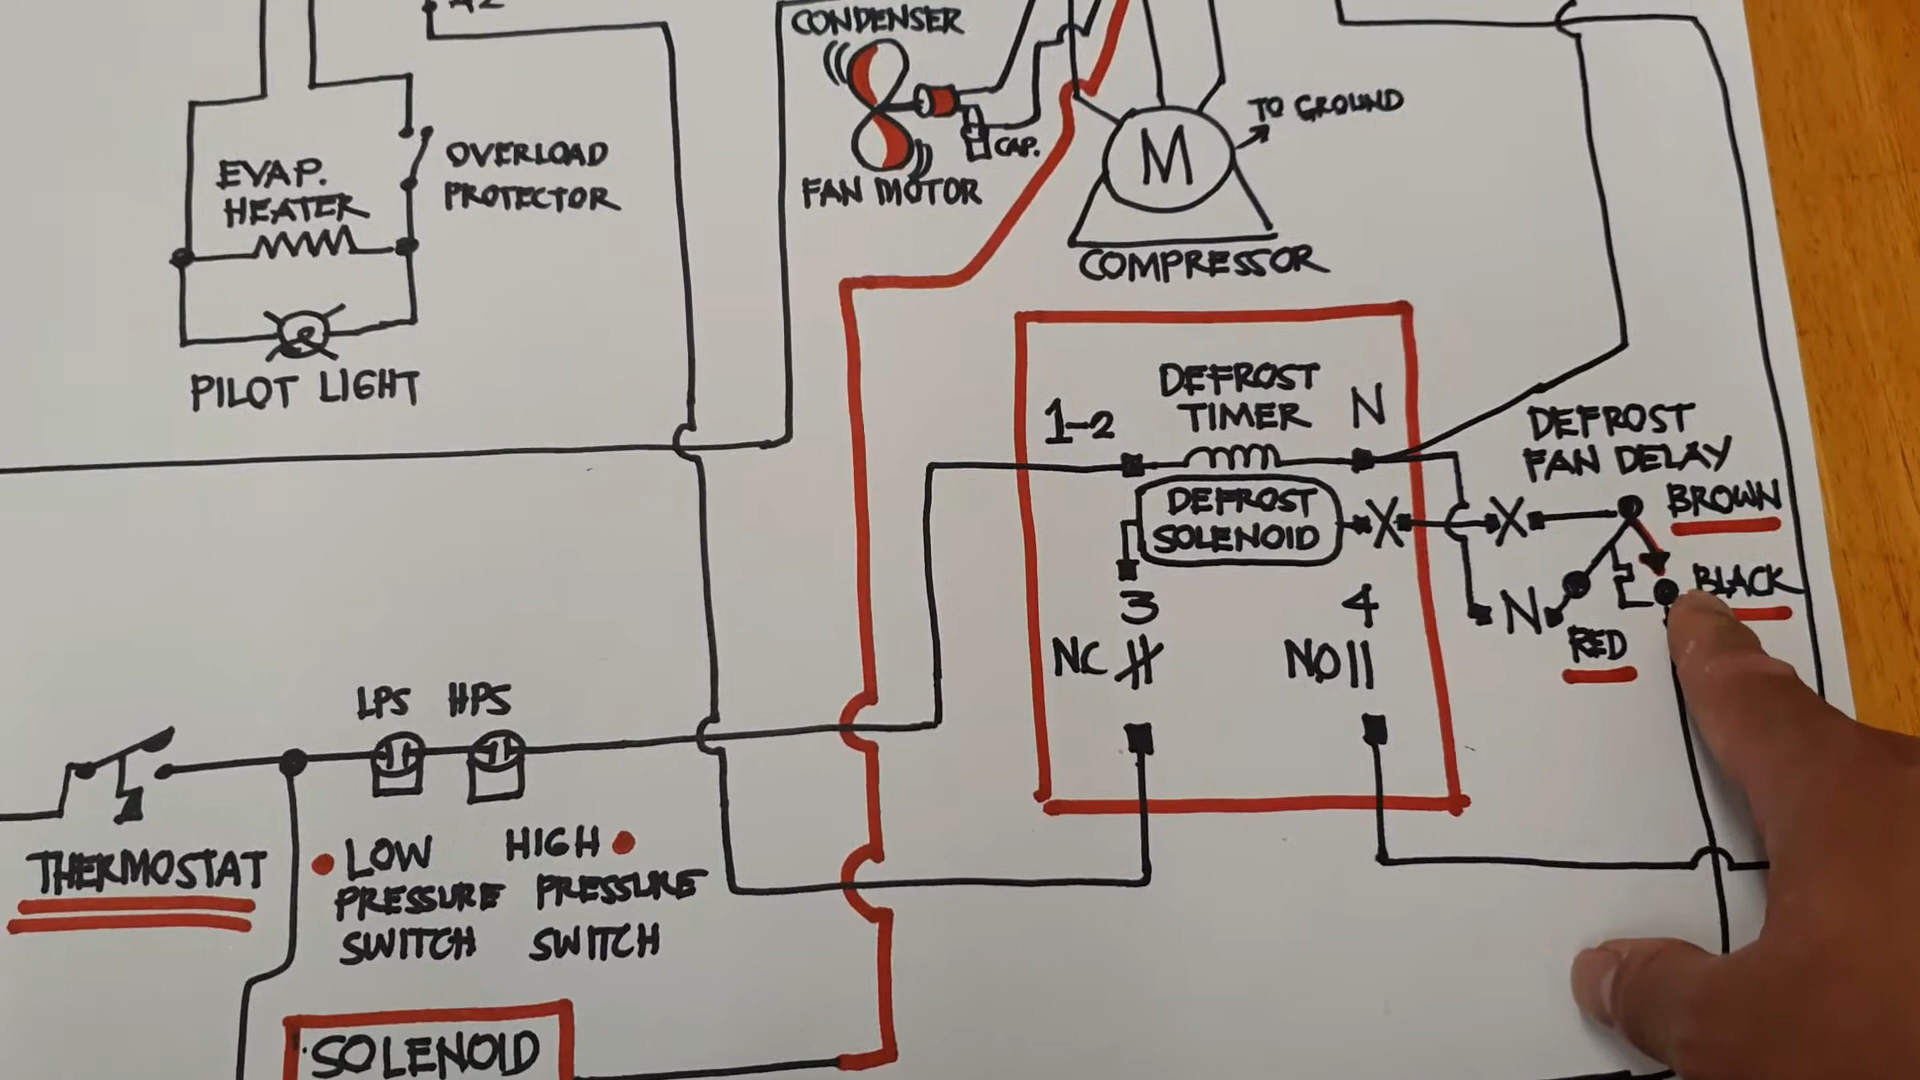 CONDENSER
FAN MOTOR
CAP.
M
TO GROUND
COMPRESSOR
EVAP.
HEATER
OVERLOAD
PROTECTOR
PILOT LIGHT
1-2
DEFROST
TIMER
N
DEFROST
SOLENOID
X
X
3
4
NC
NO
DEFROST
FAN DELAY
BROWN
BLACK
N
RED
LPS
HPS
THERMOSTAT
LOW
PRESSURE
SWITCH
HIGH
PRESSURE
SWITCH
SOLENOID